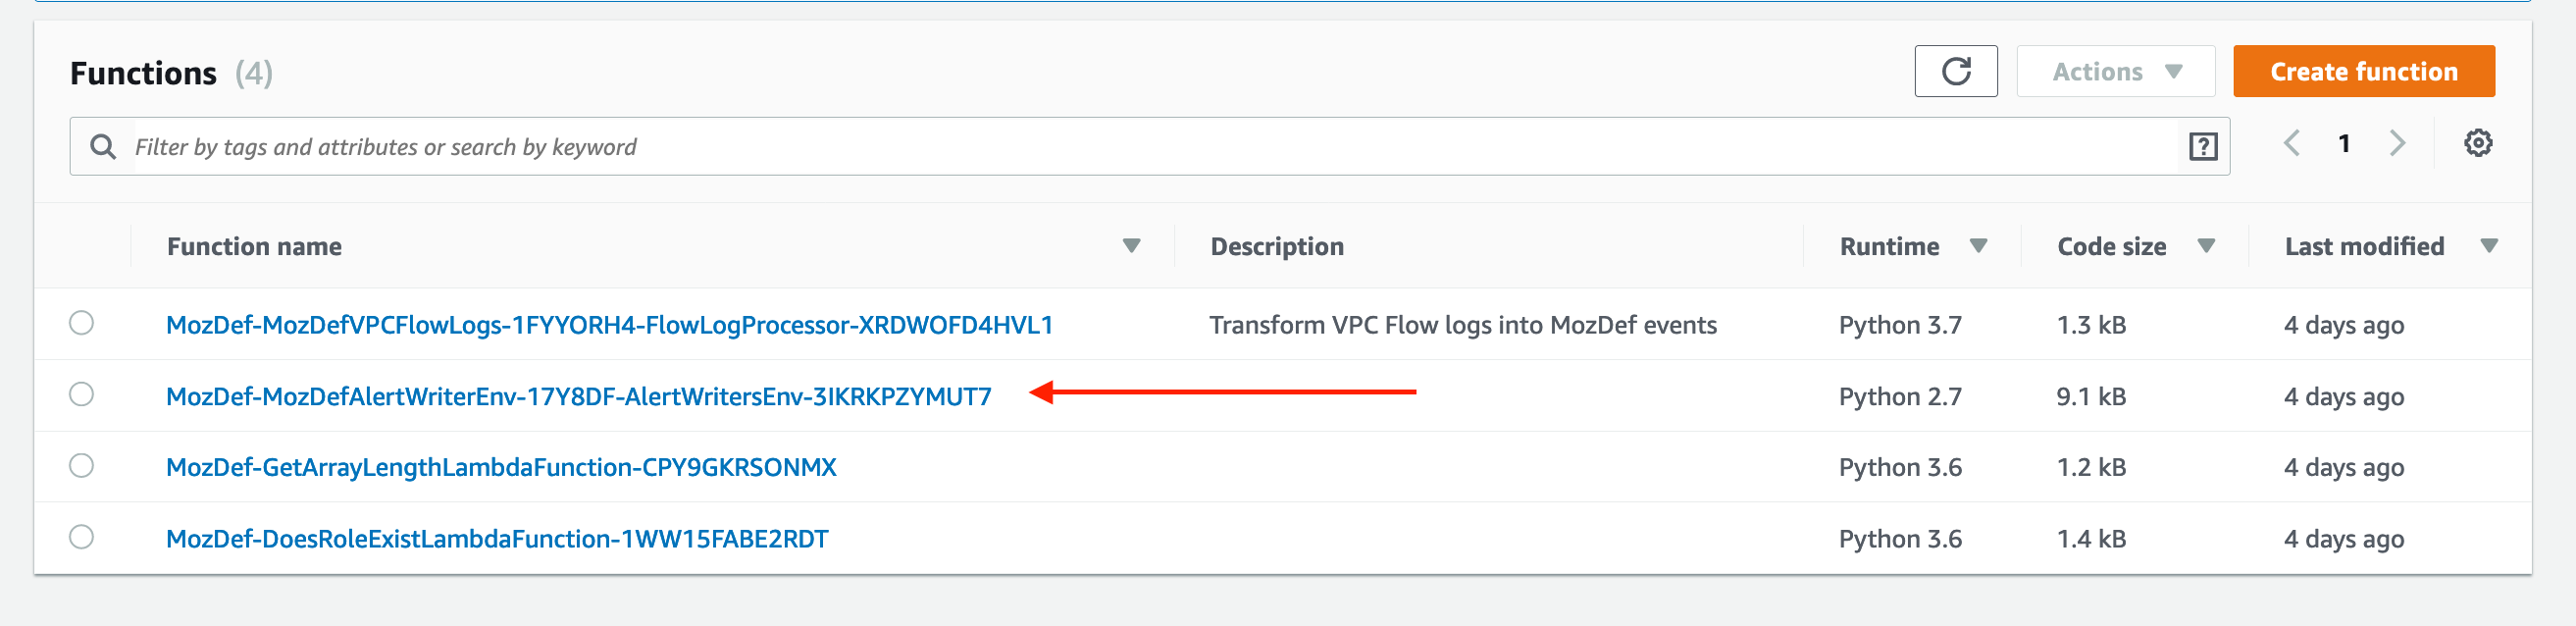 Functions (4)
Actions
Create function
Filter by tags and attributes or search by keyword
?
1
Function name Description Runtime Code size Last modified
MozDef-MozDefVPCFlowLogs-1FYYORH4-FlowLogProcessor-XRDWOFD4HVL1 Transform VPC Flow logs into MozDef events Python 3.7 1.3 kB 4 days ago
MozDef-MozDefAlertWriterEnv-17Y8DF-AlertWritersEnv-3IKRKPZYMUT7 Python 2.7 9.1 kB 4 days ago
MozDef-GetArrayLengthLambdaFunction-CPY9GKRSONMX Python 3.6 1.2 kB 4 days ago
MozDef-DoesRoleExistLambdaFunction-1WW15FABE2RDT Python 3.6 1.4 kB 4 days ago